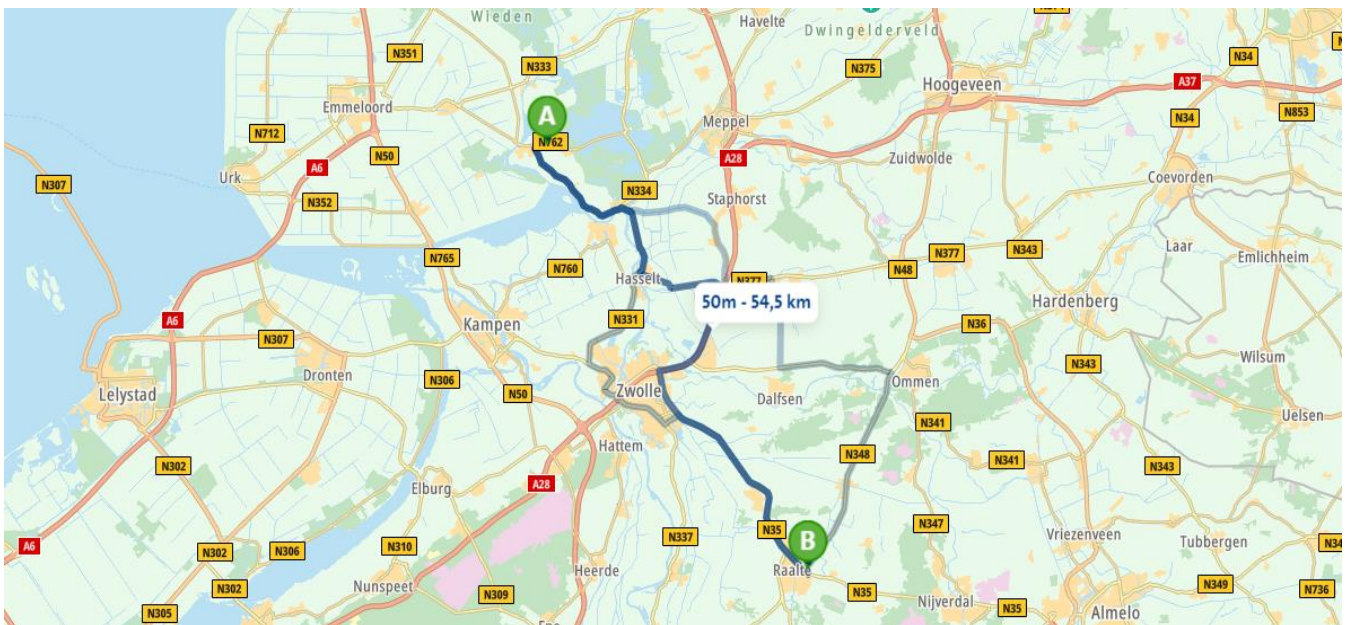 Wieden
Havelte
Dwingelderveld
N351
N333
N375
N34
Hoogeveen
A37
Emmeloord
A
N853
N712
N762
Meppel
N34
N50
A28
Zuidwolde
Urk
A6
Coevorden
N307
N334
N352
Staphorst
Laar
N765
N377
N343
Emlichheim
N760
Hasselt
N377
N48
50m - 54,5 km
Hardenberg
A6
Kampen
N331
N36
N307
Wilsum
Dronten
N306
Zwolle
Ommen
N343
Lelystad
N50
Dalfsen
Uelsen
N341
Hattem
N302
N348
N341
N343
Elburg
A28
N35
N347
B
N337
Vriezenveen
A6
N302
N306
N310
Tubbergen
Heerde
Raalte
N302
Nunspeet
N309
N35
N349
N736
Nijverdal
N35
N305
Almelo